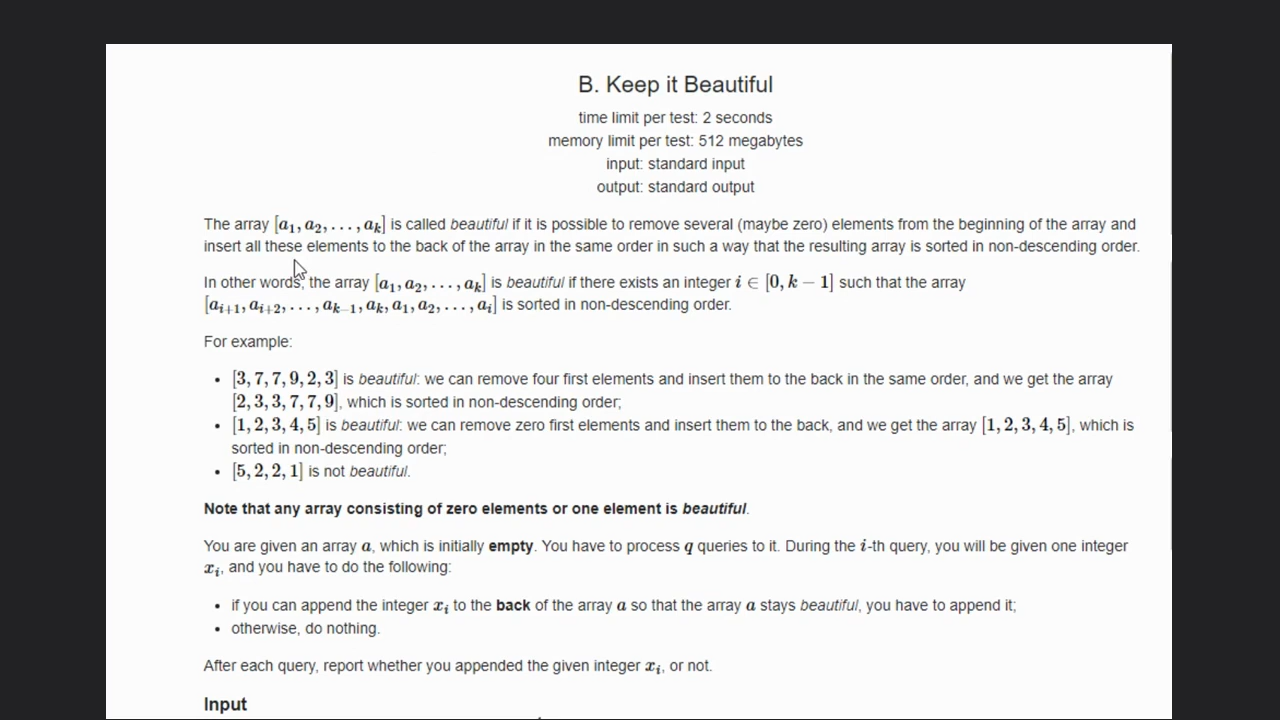 B. Keep it Beautiful
time limit per test: 2 seconds
memory limit per test: 512 megabytes
input: standard input
output: standard output
The array [a₁, a₂, . . . , aₖ] is called beautiful if it is possible to remove several (maybe zero) elements from the beginning of the array and
insert all these elements to the back of the array in the same order in such a way that the resulting array is sorted in non-descending order.
In other words, the array [a₁, a₂, . . . , aₖ] is beautiful if there exists an integer i ∈ [0, k − 1] such that the array
[aᵢ₊₁, aᵢ₊₂, . . . , aₖ₋₁, aₖ, a₁, a₂, . . . , aᵢ] is sorted in non-descending order.
For example:
• [3, 7, 7, 9, 2, 3] is beautiful: we can remove four first elements and insert them to the back in the same order, and we get the array
[2, 3, 3, 7, 7, 9], which is sorted in non-descending order;
• [1, 2, 3, 4, 5] is beautiful: we can remove zero first elements and insert them to the back, and we get the array [1, 2, 3, 4, 5], which is
sorted in non-descending order;
• [5, 2, 2, 1] is not beautiful.
Note that any array consisting of zero elements or one element is beautiful.
You are given an array a, which is initially empty. You have to process q queries to it. During the i-th query, you will be given one integer
xᵢ, and you have to do the following:
• if you can append the integer xᵢ to the back of the array a so that the array a stays beautiful, you have to append it;
• otherwise, do nothing.
After each query, report whether you appended the given integer xᵢ, or not.
Input